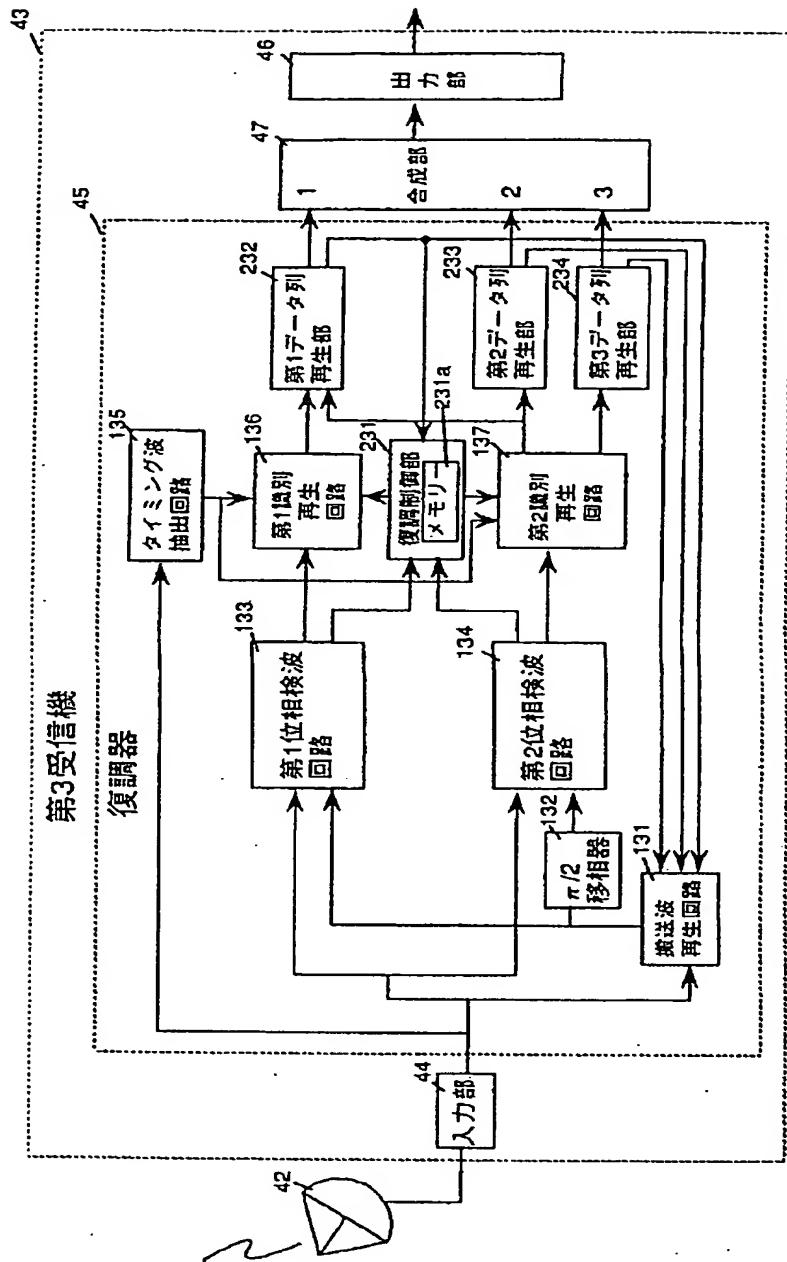 第3受信機
43
復調器
45
42
44
入力部
135
タイミング波
抽出回路
133
第1位相検波
回路
134
第2位相検波
回路
132
π/2
移相器
131
搬送波
再生回路
136
第1識別
再生
回路
231
復調制御部
231a
メモリー
137
第2識別
再生
回路
232
第1データ列
再生部
233
第2データ列
再生部
234
第3データ列
再生部
47
合成部
1
2
3
46
出力部